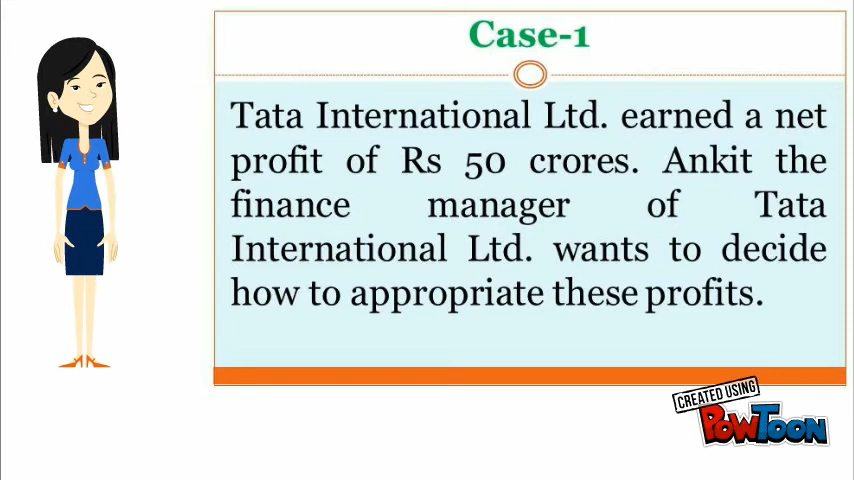 Case-1
Tata International Ltd. earned a net
profit of Rs 50 crores. Ankit the
finance manager of Tata
International Ltd. wants to decide
how to appropriate these profits.
CREATED USING
POWTOON